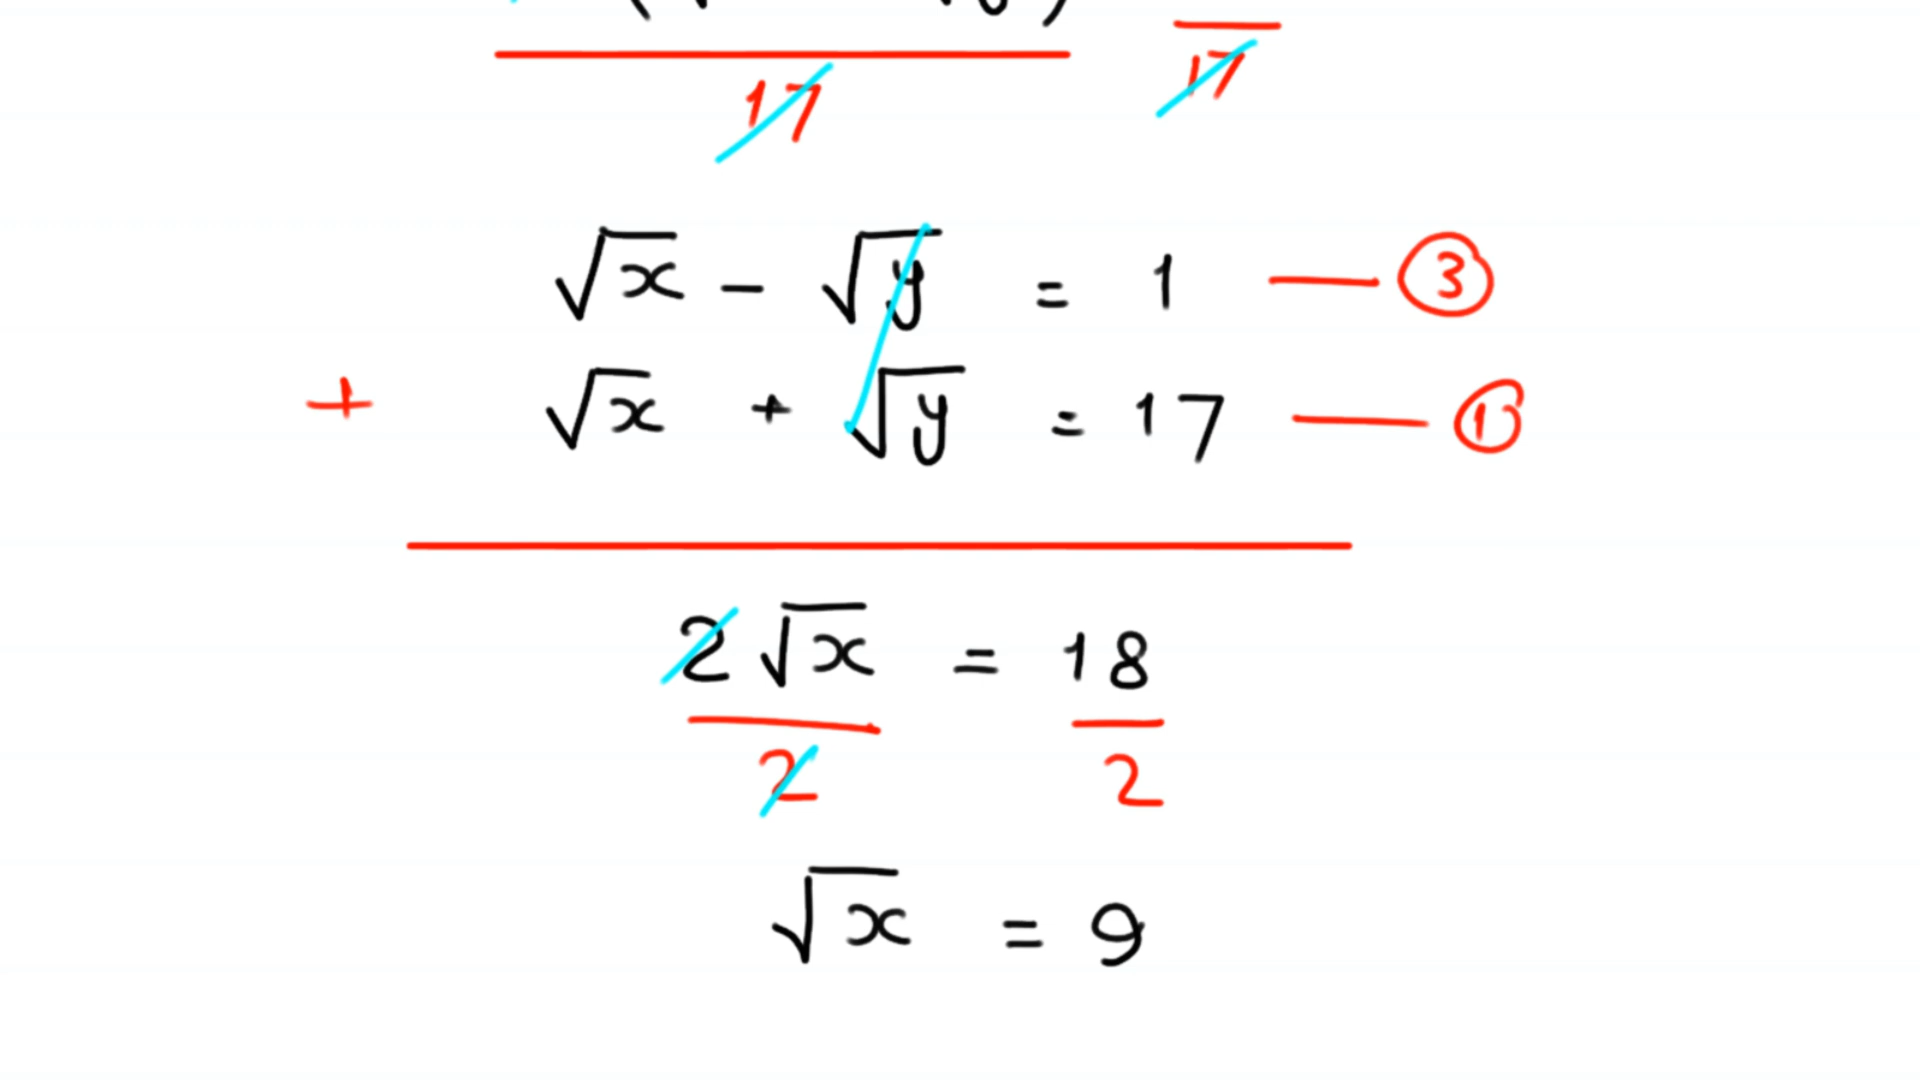 17 17
√x - √y = 1 — ③
+ √x + √y = 17 — ①
2√x = 18
2 2
√x = 9